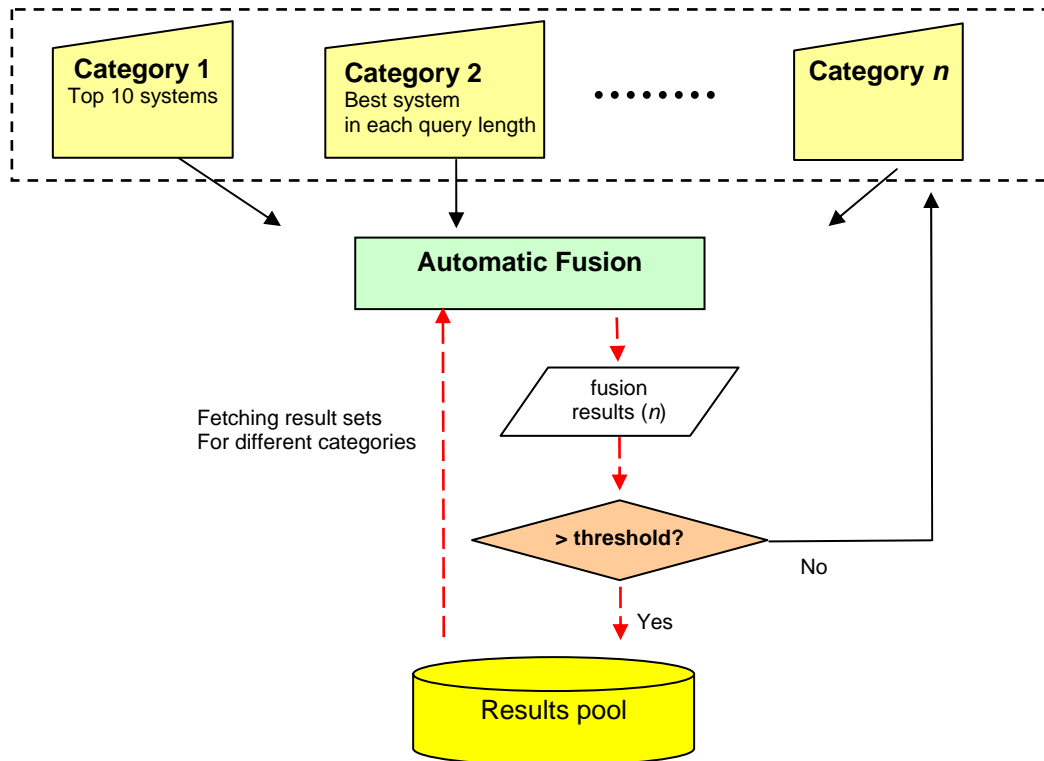 Category 1
Top 10 systems
Category 2
Best system
in each query length
Category n
Automatic Fusion
fusion
results (n)
Fetching result sets
For different categories
> threshold?
No
Yes
Results pool